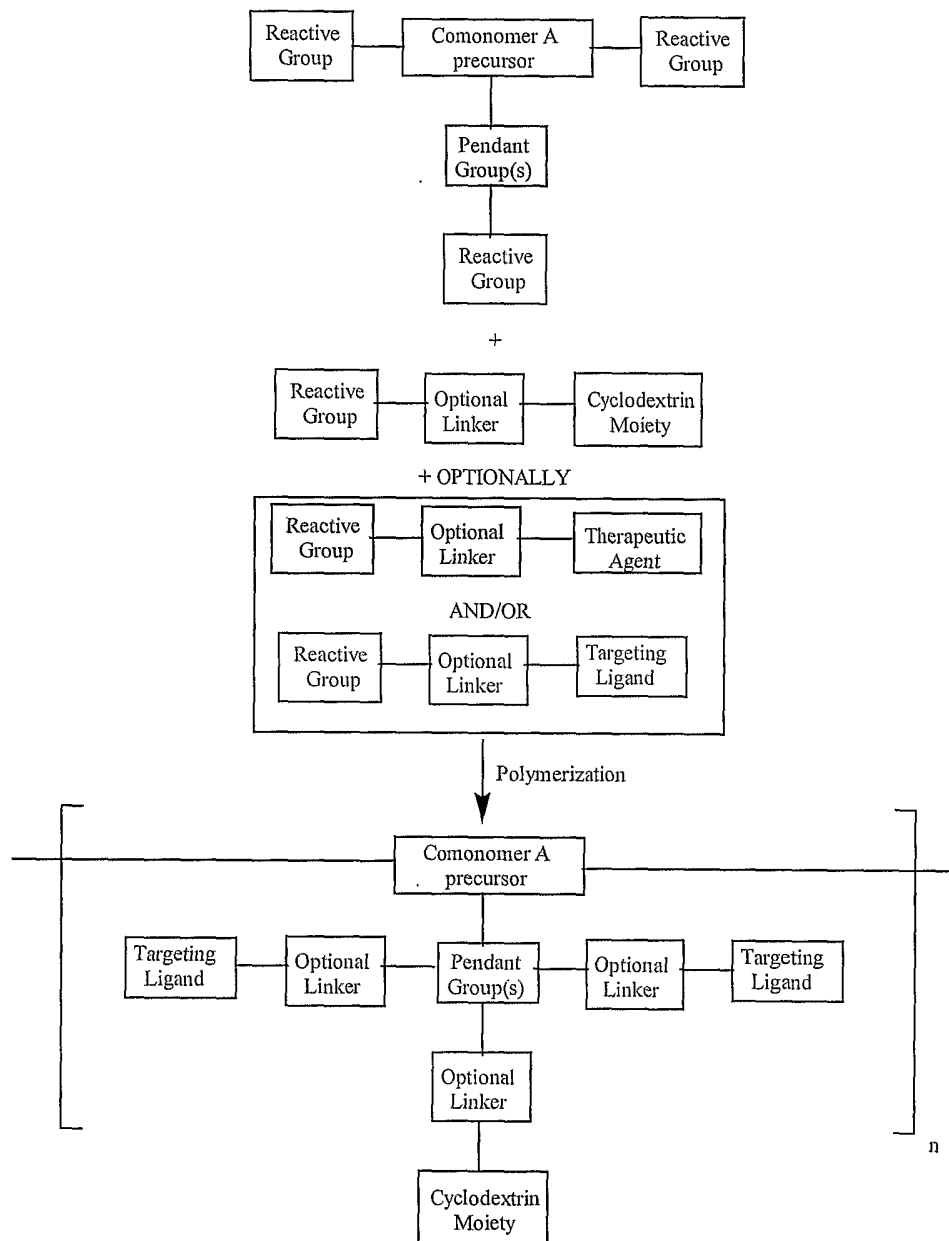 Reactive
Group
Comonomer A
precursor
Reactive
Group
Pendant
Group(s)
Reactive
Group
+
Reactive
Group
Optional
Linker
Cyclodextrin
Moiety
+ OPTIONALLY
Reactive
Group
Optional
Linker
Therapeutic
Agent
AND/OR
Reactive
Group
Optional
Linker
Targeting
Ligand
Polymerization
Comonomer A
precursor
Targeting
Ligand
Optional
Linker
Pendant
Group(s)
Optional
Linker
Targeting
Ligand
Optional
Linker
n
Cyclodextrin
Moiety